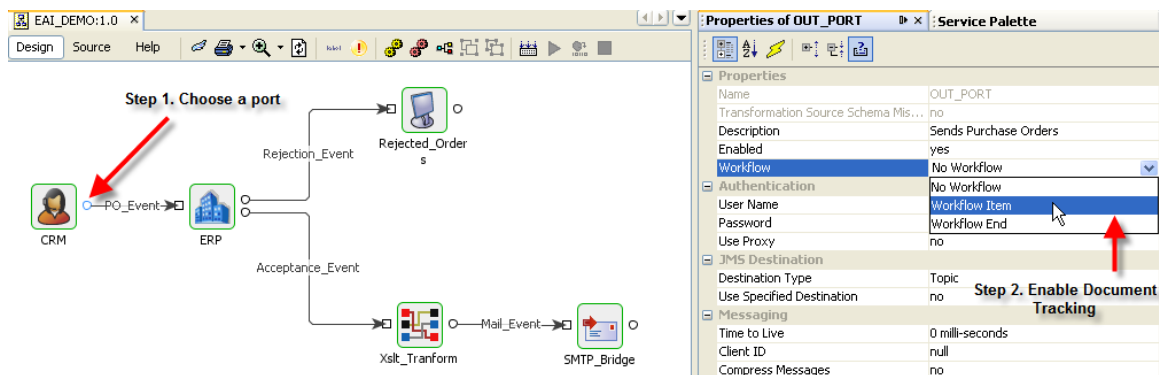 EAI_DEMO:1.0
Design Source Help
label
Step 1. Choose a port
Rejected_Order
s
Rejection_Event
PO_Event
CRM
ERP
Acceptance_Event
Mail_Event
Xslt_Tranform
SMTP_Bridge
Properties of OUT_PORT
Service Palette
Properties
Name OUT_PORT
Transformation Source Schema Mis... no
Description Sends Purchase Orders
Enabled yes
Workflow No Workflow
No Workflow
Workflow Item
Workflow End
Authentication
User Name
Password
Use Proxy no
JMS Destination
Destination Type Topic
Use Specified Destination no
Step 2. Enable Document
Tracking
Messaging
Time to Live 0 milli-seconds
Client ID null
Compress Messages no